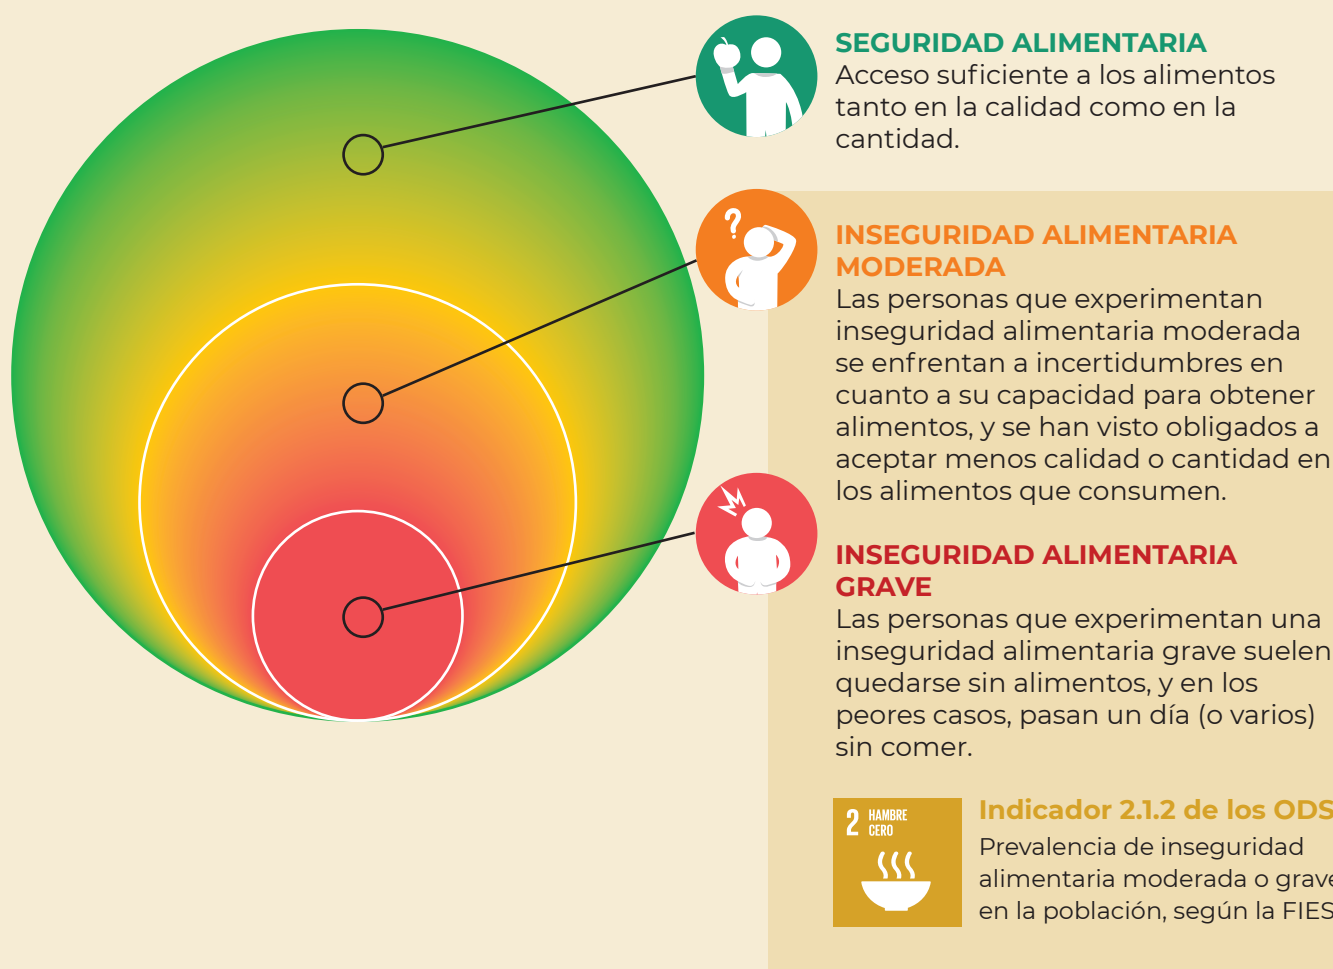 SEGURIDAD ALIMENTARIA
Acceso suficiente a los alimentos
tanto en la calidad como en la
cantidad.
?
INSEGURIDAD ALIMENTARIA
MODERADA
Las personas que experimentan
inseguridad alimentaria moderada
se enfrentan a incertidumbres en
cuanto a su capacidad para obtener
alimentos, y se han visto obligados a
aceptar menos calidad o cantidad en
los alimentos que consumen.
INSEGURIDAD ALIMENTARIA
GRAVE
Las personas que experimentan una
inseguridad alimentaria grave suelen
quedarse sin alimentos, y en los
peores casos, pasan un día (o varios)
sin comer.
2 HAMBRE
CERO
Indicador 2.1.2 de los ODS
Prevalencia de inseguridad
alimentaria moderada o grave
en la población, según la FIES